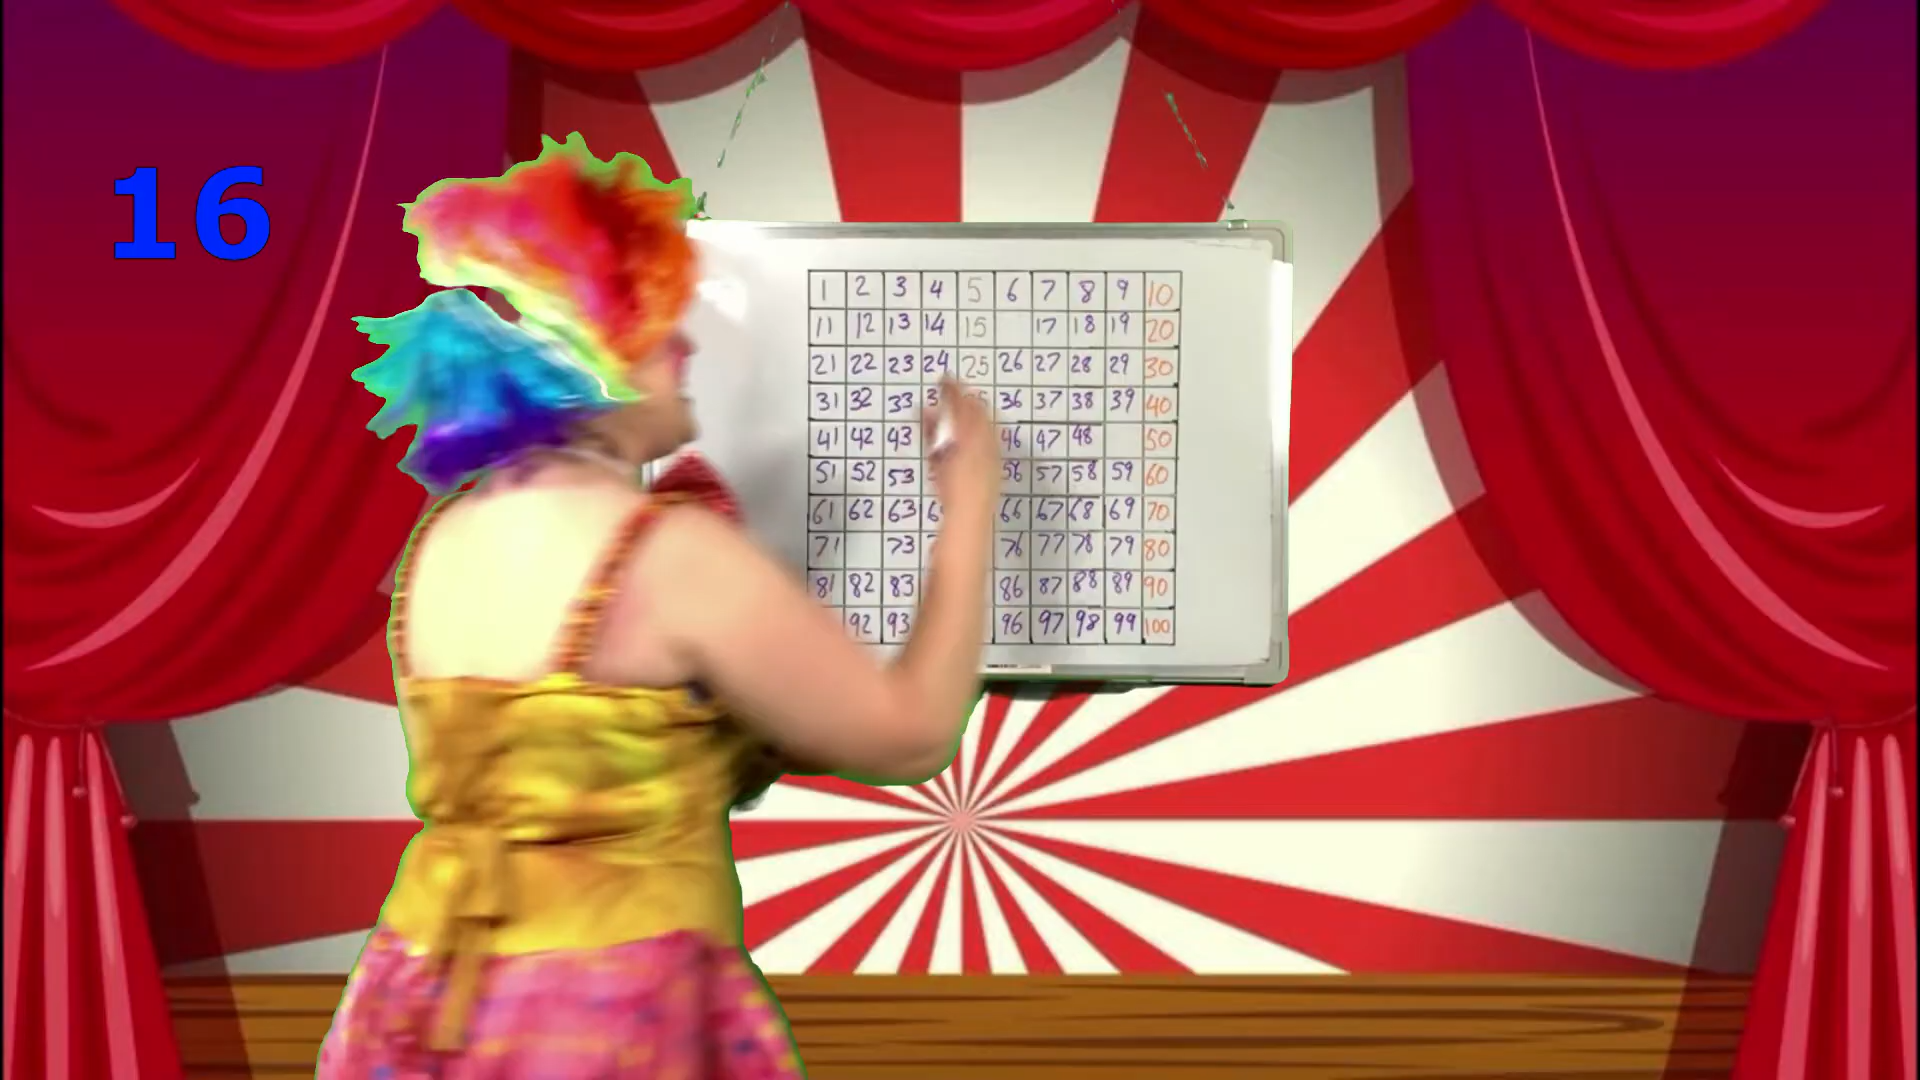 16
1 2 3 4 5 6 7 8 9 10
11 12 13 14 15 17 18 19 20
21 22 23 24 25 26 27 28 29 30
31 32 33 36 37 38 39 40
41 42 43 46 47 48 50
51 52 53 56 57 58 59 60
61 62 63 66 67 68 69 70
71 73 76 77 78 79 80
81 82 83 86 87 88 89 90
92 93 96 97 98 99 100